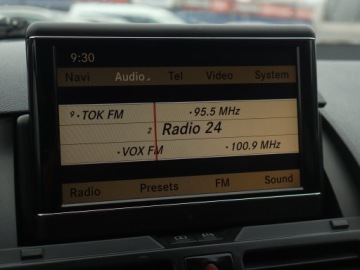 9:30
Navi Audio Tel Video System
9 · TOK FM · 95.5 MHz
2 Radio 24
· VOX FM · 100.9 MHz
Radio Presets FM Sound